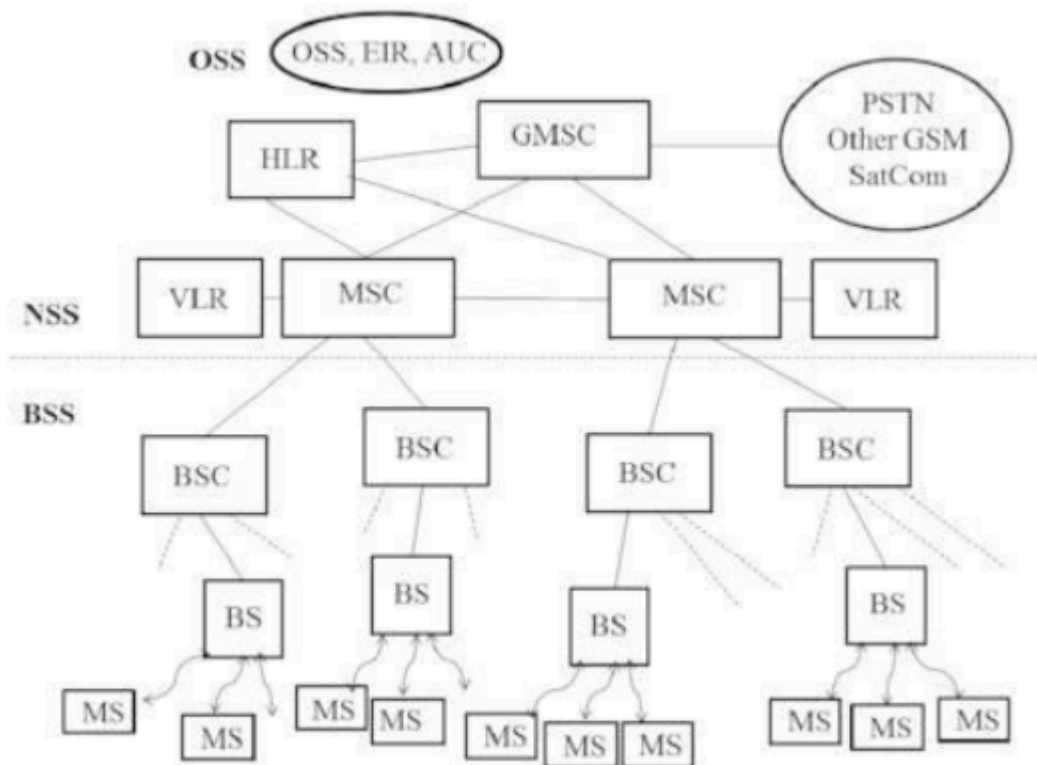 OSS
OSS, EIR, AUC
PSTN
Other GSM
SatCom
GMSC
HLR
VLR
MSC
MSC
VLR
NSS
BSS
BSC
BSC
BSC
BSC
BS
BS
BS
BS
MS
MS
MS
MS
MS
MS
MS
MS
MS
MS